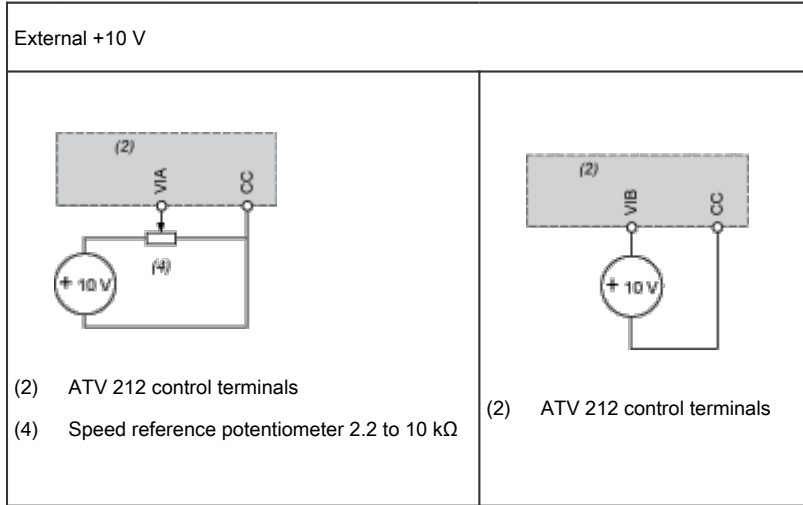 External +10 V
(2)
VIA
CC
(4)
+ 10 V
(2) ATV 212 control terminals
(4) Speed reference potentiometer 2.2 to 10 kΩ
(2)
VIB
CC
+ 10 V
(2) ATV 212 control terminals